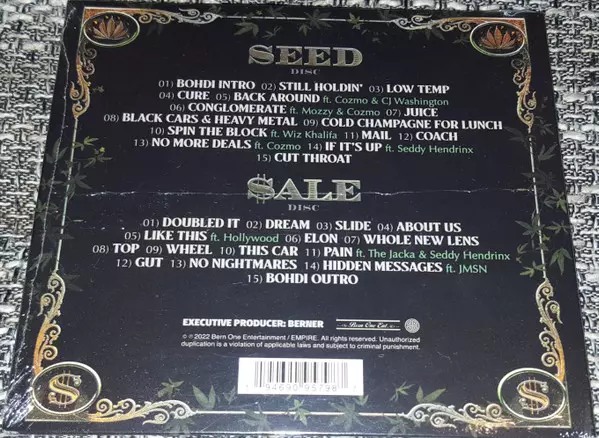 SEED
DISC
01) BOHDI INTRO 02) STILL HOLDIN' 03) LOW TEMP
04) CURE 05) BACK AROUND ft. Cozmo & CJ Washington
06) CONGLOMERATE ft. Mozzy & Cozmo 07) JUICE
08) BLACK CARS & HEAVY METAL 09) COLD CHAMPAGNE FOR LUNCH
10) SPIN THE BLOCK ft. Wiz Khalifa 11) MAIL 12) COACH
13) NO MORE DEALS ft. Cozmo 14) IF IT'S UP ft. Seddy Hendrinx
15) CUT THROAT
$ALE
DISC
01) DOUBLED IT 02) DREAM 03) SLIDE 04) ABOUT US
05) LIKE THIS ft. Hollywood 06) ELON 07) WHOLE NEW LENS
08) TOP 09) WHEEL 10) THIS CAR 11) PAIN ft. The Jacka & Seddy Hendrinx
12) GUT 13) NO NIGHTMARES 14) HIDDEN MESSAGES ft. JMSN
15) BOHDI OUTRO
EXECUTIVE PRODUCER: BERNER
Bern One Ent.
© ℗ 2022 Bern One Entertainment / EMPIRE. All rights reserved. Unauthorized
duplication is a violation of applicable laws and subject to criminal punishment.
$ $